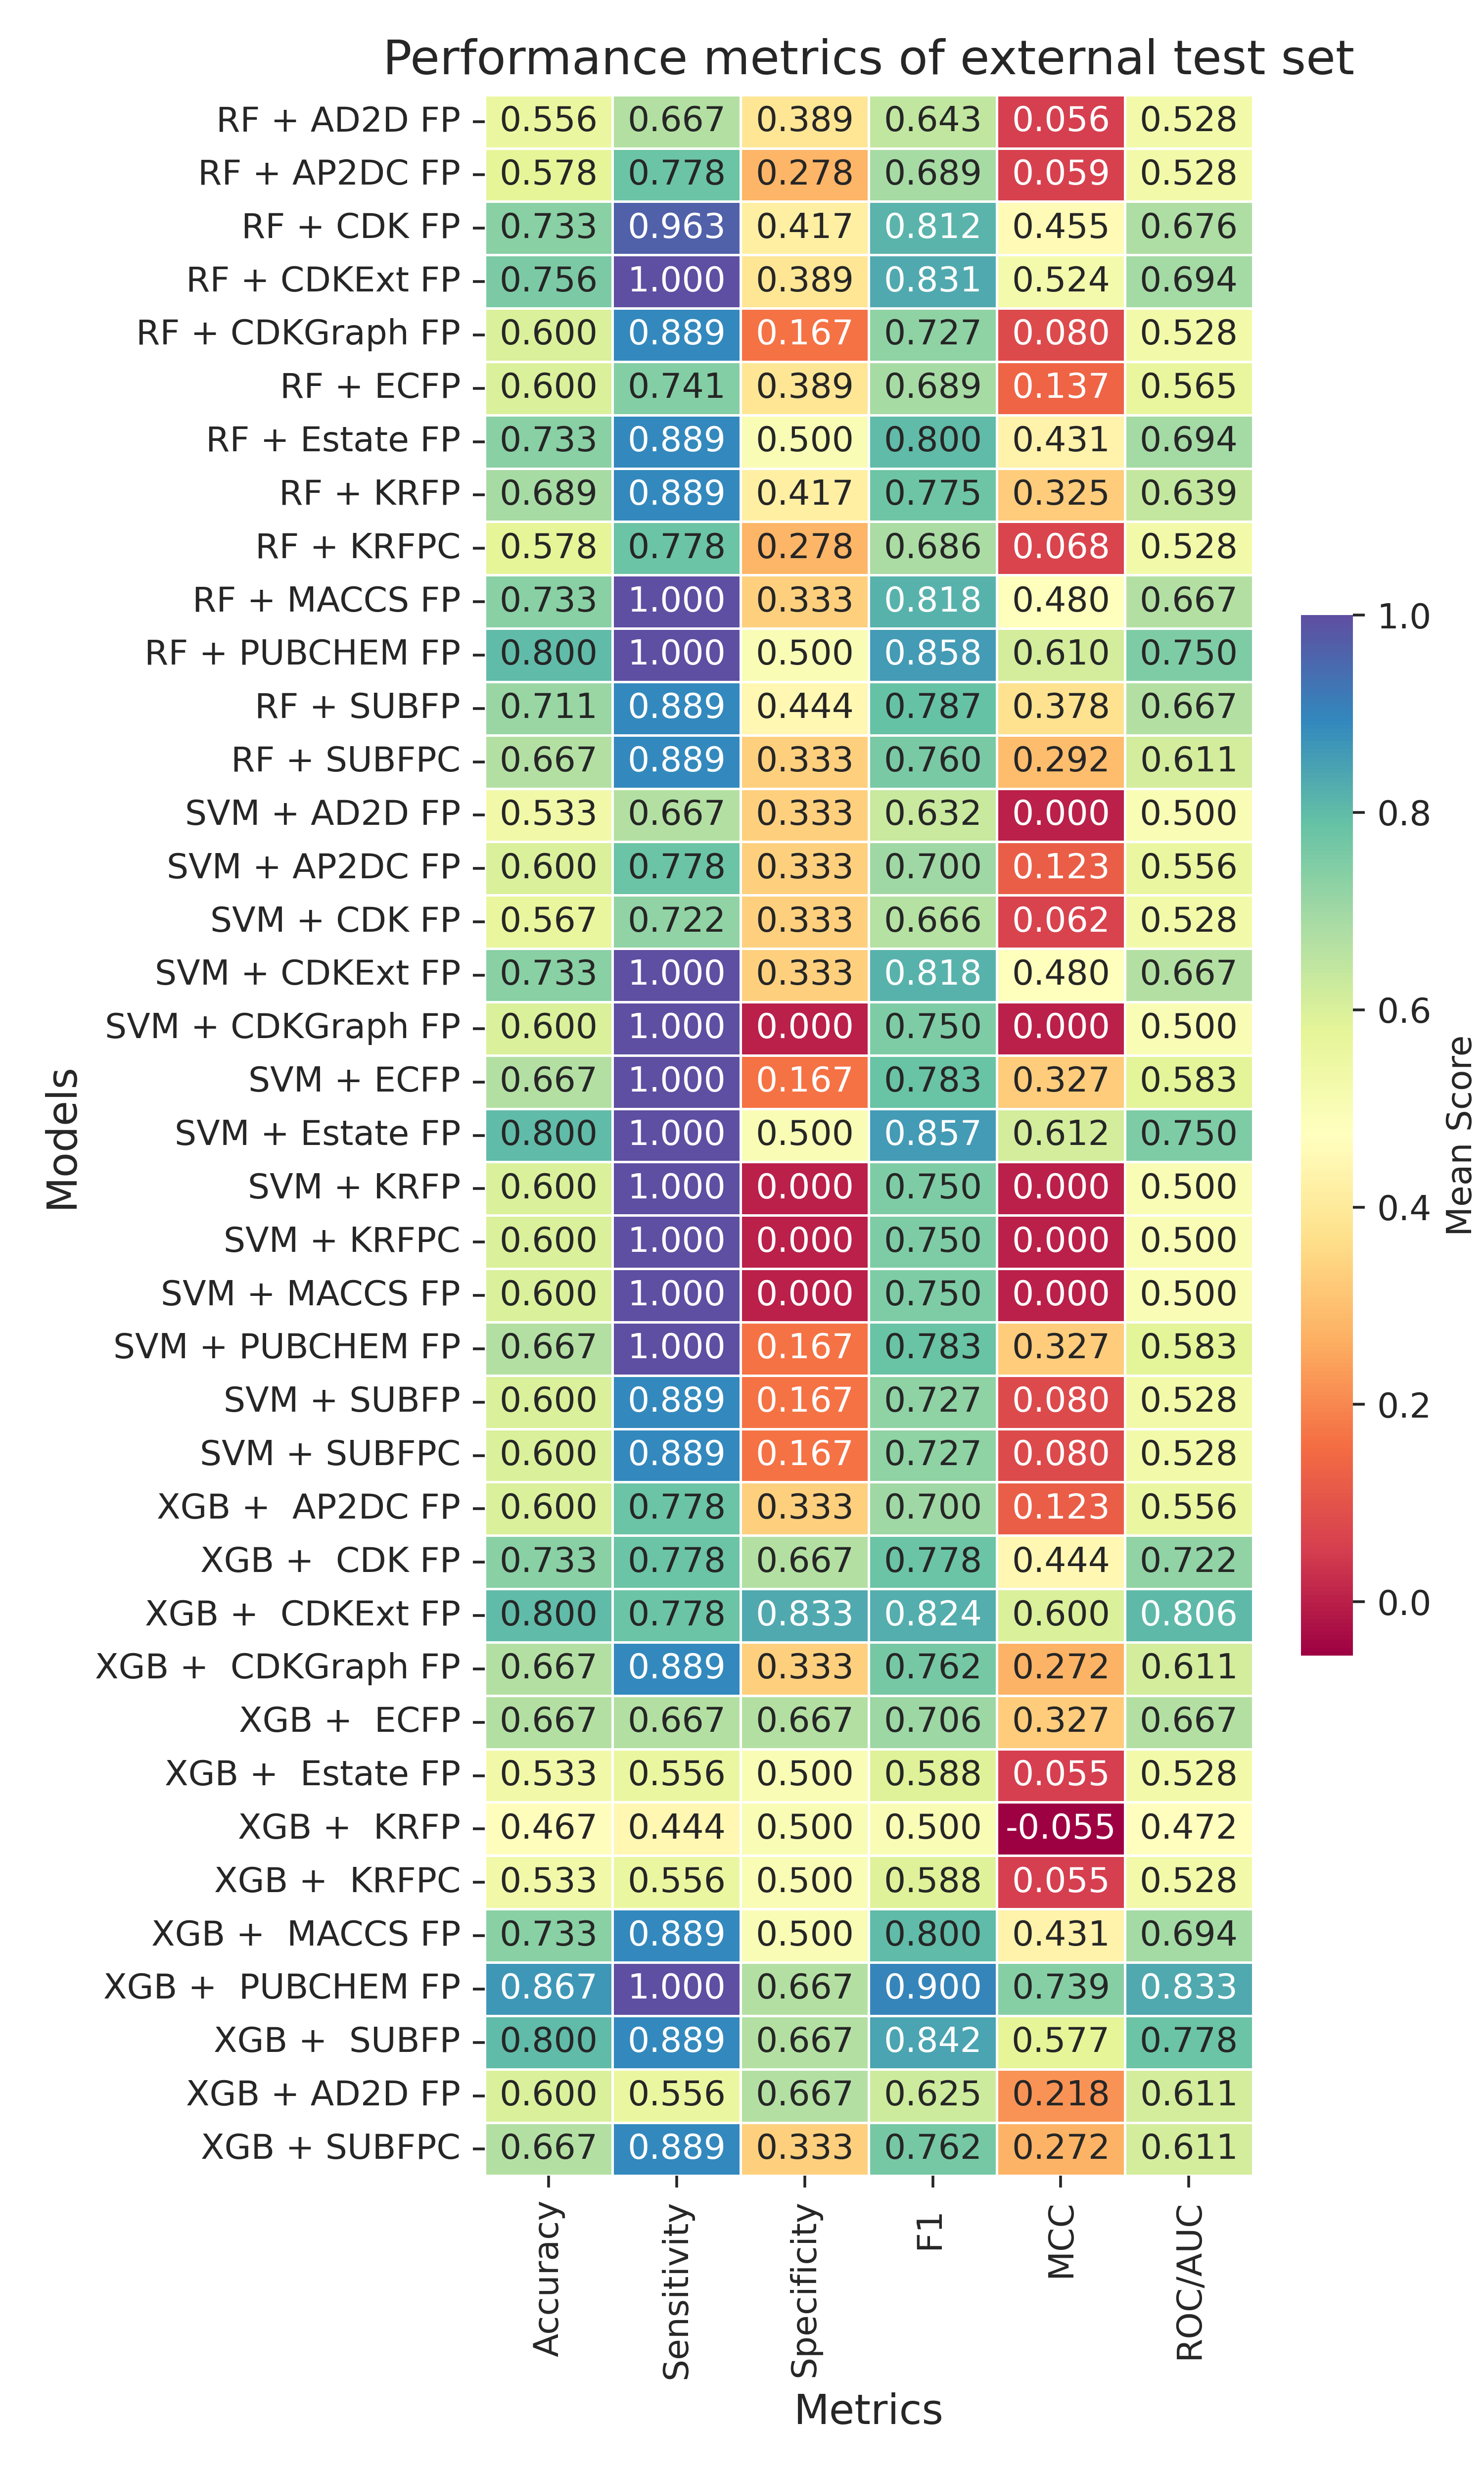 Performance metrics of external test set
RF + AD2D FP 0.556 0.667 0.389 0.643 0.056 0.528
RF + AP2DC FP 0.578 0.778 0.278 0.689 0.059 0.528
RF + CDK FP 0.733 0.963 0.417 0.812 0.455 0.676
RF + CDKExt FP 0.756 1.000 0.389 0.831 0.524 0.694
RF + CDKGraph FP 0.600 0.889 0.167 0.727 0.080 0.528
RF + ECFP 0.600 0.741 0.389 0.689 0.137 0.565
RF + Estate FP 0.733 0.889 0.500 0.800 0.431 0.694
RF + KRFP 0.689 0.889 0.417 0.775 0.325 0.639
RF + KRFPC 0.578 0.778 0.278 0.686 0.068 0.528
RF + MACCS FP 0.733 1.000 0.333 0.818 0.480 0.667
RF + PUBCHEM FP 0.800 1.000 0.500 0.858 0.610 0.750
RF + SUBFP 0.711 0.889 0.444 0.787 0.378 0.667
RF + SUBFPC 0.667 0.889 0.333 0.760 0.292 0.611
SVM + AD2D FP 0.533 0.667 0.333 0.632 0.000 0.500
SVM + AP2DC FP 0.600 0.778 0.333 0.700 0.123 0.556
SVM + CDK FP 0.567 0.722 0.333 0.666 0.062 0.528
SVM + CDKExt FP 0.733 1.000 0.333 0.818 0.480 0.667
SVM + CDKGraph FP 0.600 1.000 0.000 0.750 0.000 0.500
SVM + ECFP 0.667 1.000 0.167 0.783 0.327 0.583
SVM + Estate FP 0.800 1.000 0.500 0.857 0.612 0.750
SVM + KRFP 0.600 1.000 0.000 0.750 0.000 0.500
SVM + KRFPC 0.600 1.000 0.000 0.750 0.000 0.500
SVM + MACCS FP 0.600 1.000 0.000 0.750 0.000 0.500
SVM + PUBCHEM FP 0.667 1.000 0.167 0.783 0.327 0.583
SVM + SUBFP 0.600 0.889 0.167 0.727 0.080 0.528
SVM + SUBFPC 0.600 0.889 0.167 0.727 0.080 0.528
XGB +  AP2DC FP 0.600 0.778 0.333 0.700 0.123 0.556
XGB +  CDK FP 0.733 0.778 0.667 0.778 0.444 0.722
XGB +  CDKExt FP 0.800 0.778 0.833 0.824 0.600 0.806
XGB +  CDKGraph FP 0.667 0.889 0.333 0.762 0.272 0.611
XGB +  ECFP 0.667 0.667 0.667 0.706 0.327 0.667
XGB +  Estate FP 0.533 0.556 0.500 0.588 0.055 0.528
XGB +  KRFP 0.467 0.444 0.500 0.500 -0.055 0.472
XGB +  KRFPC 0.533 0.556 0.500 0.588 0.055 0.528
XGB +  MACCS FP 0.733 0.889 0.500 0.800 0.431 0.694
XGB +  PUBCHEM FP 0.867 1.000 0.667 0.900 0.739 0.833
XGB +  SUBFP 0.800 0.889 0.667 0.842 0.577 0.778
XGB + AD2D FP 0.600 0.556 0.667 0.625 0.218 0.611
XGB + SUBFPC 0.667 0.889 0.333 0.762 0.272 0.611
Accuracy Sensitivity Specificity F1 MCC ROC/AUC
Metrics
Models
1.0
0.8
0.6
0.4
0.2
0.0
Mean Score